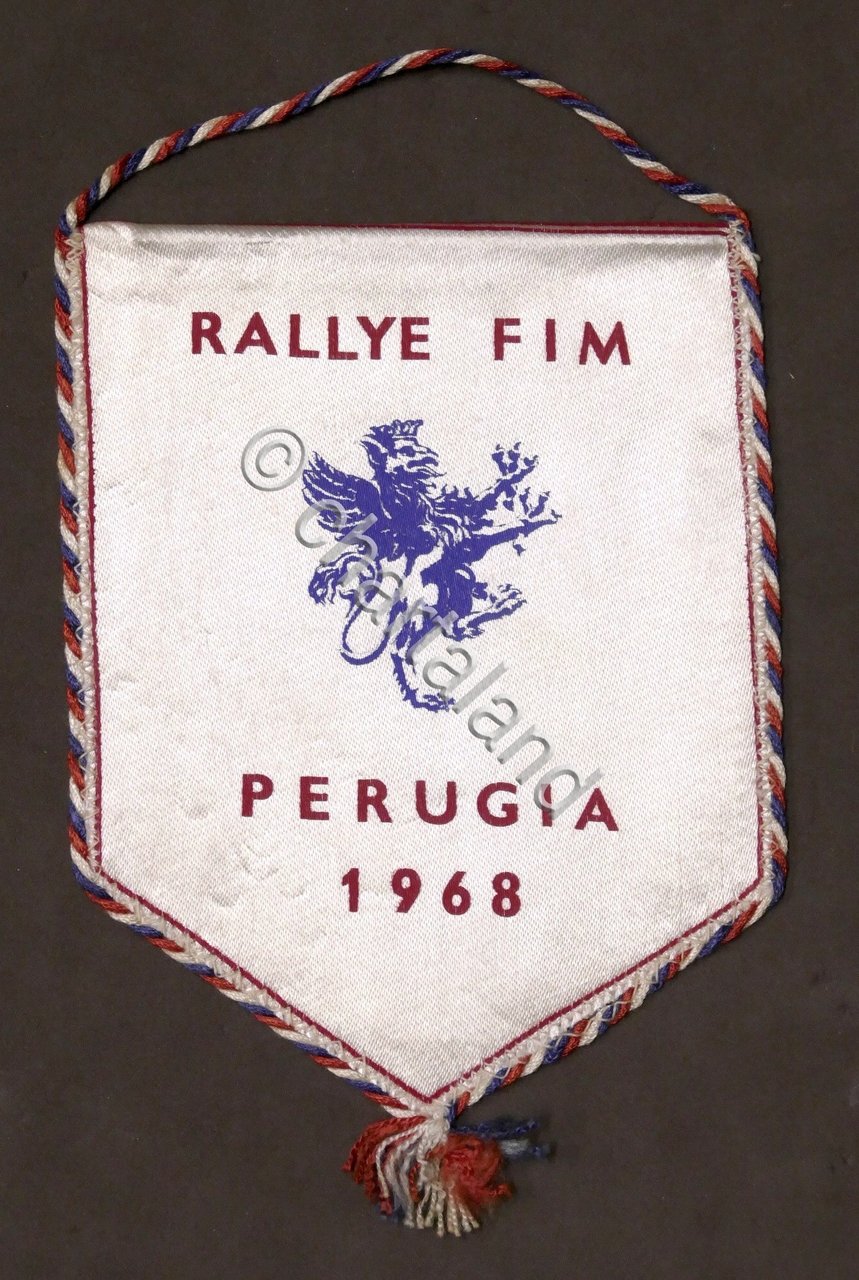 RALLYE FIM
© chartaland
PERUGIA
1968